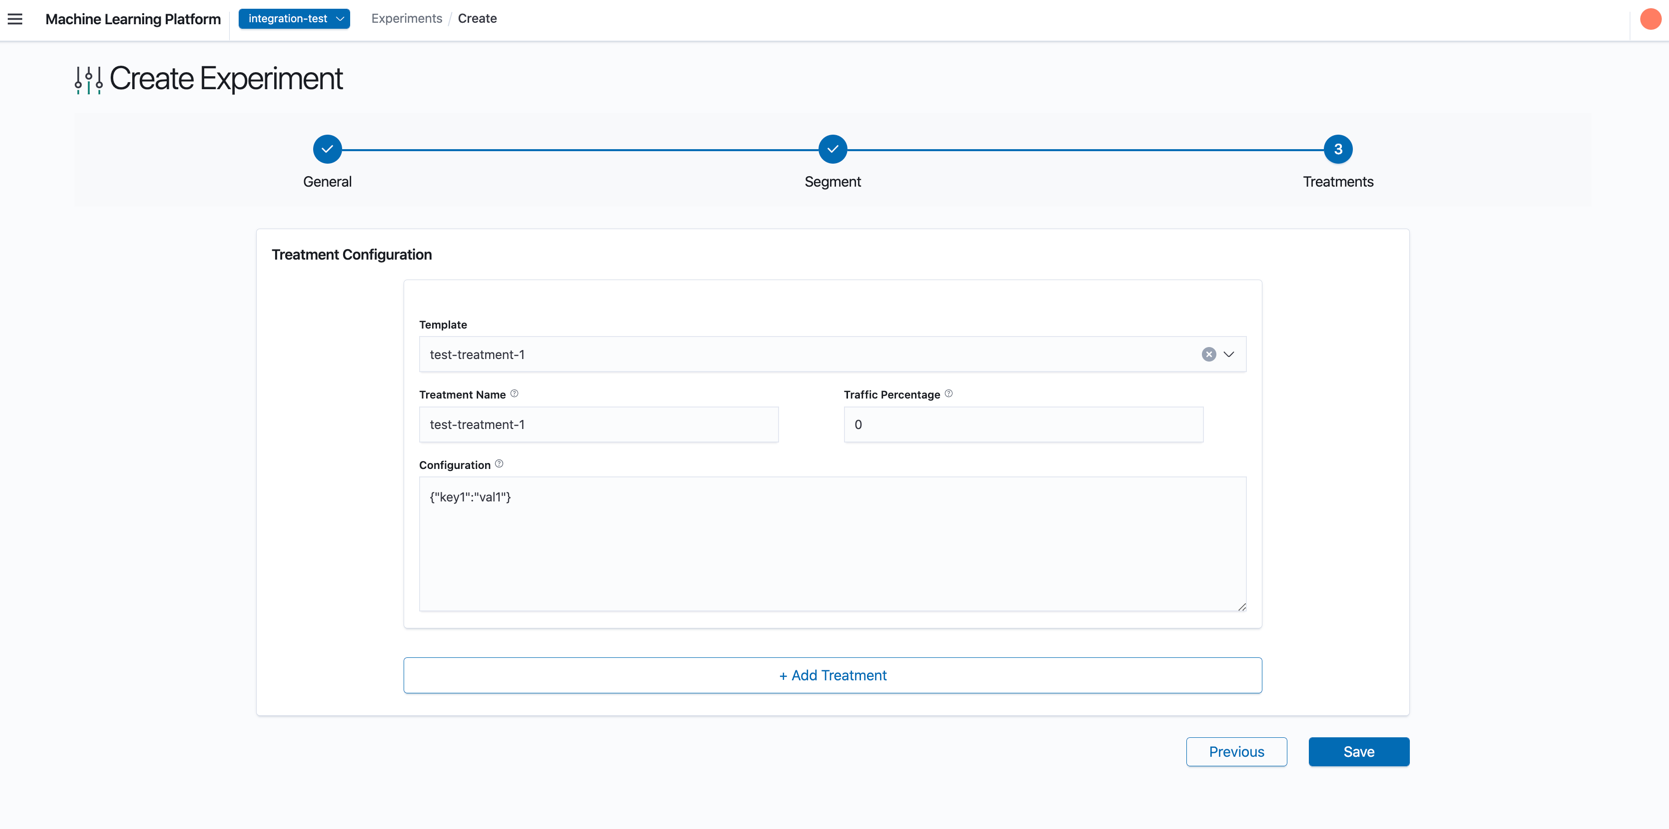 Machine Learning Platform integration-test Experiments / Create
Create Experiment
3
General Segment Treatments
Treatment Configuration
Template
test-treatment-1
Treatment Name Traffic Percentage
test-treatment-1 0
Configuration
{"key1":"val1"}
+ Add Treatment
Previous Save